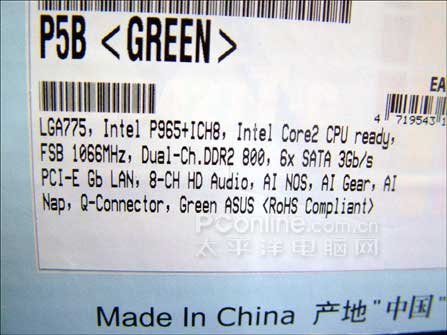 P5B <GREEN>
EA
4 719543 1
LGA775, Intel P965+ICH8, Intel Core2 CPU ready,
FSB 1066MHz, Dual-Ch.DDR2 800, 6x SATA 3Gb/s
PCI-E Gb LAN, 8-CH HD Audio, AI NOS, AI Gear, AI
Nap, Q-Connector, Green ASUS <RoHS Compliant>
PConline.com.cn
太平洋电脑网
Made In China 产地"中国"